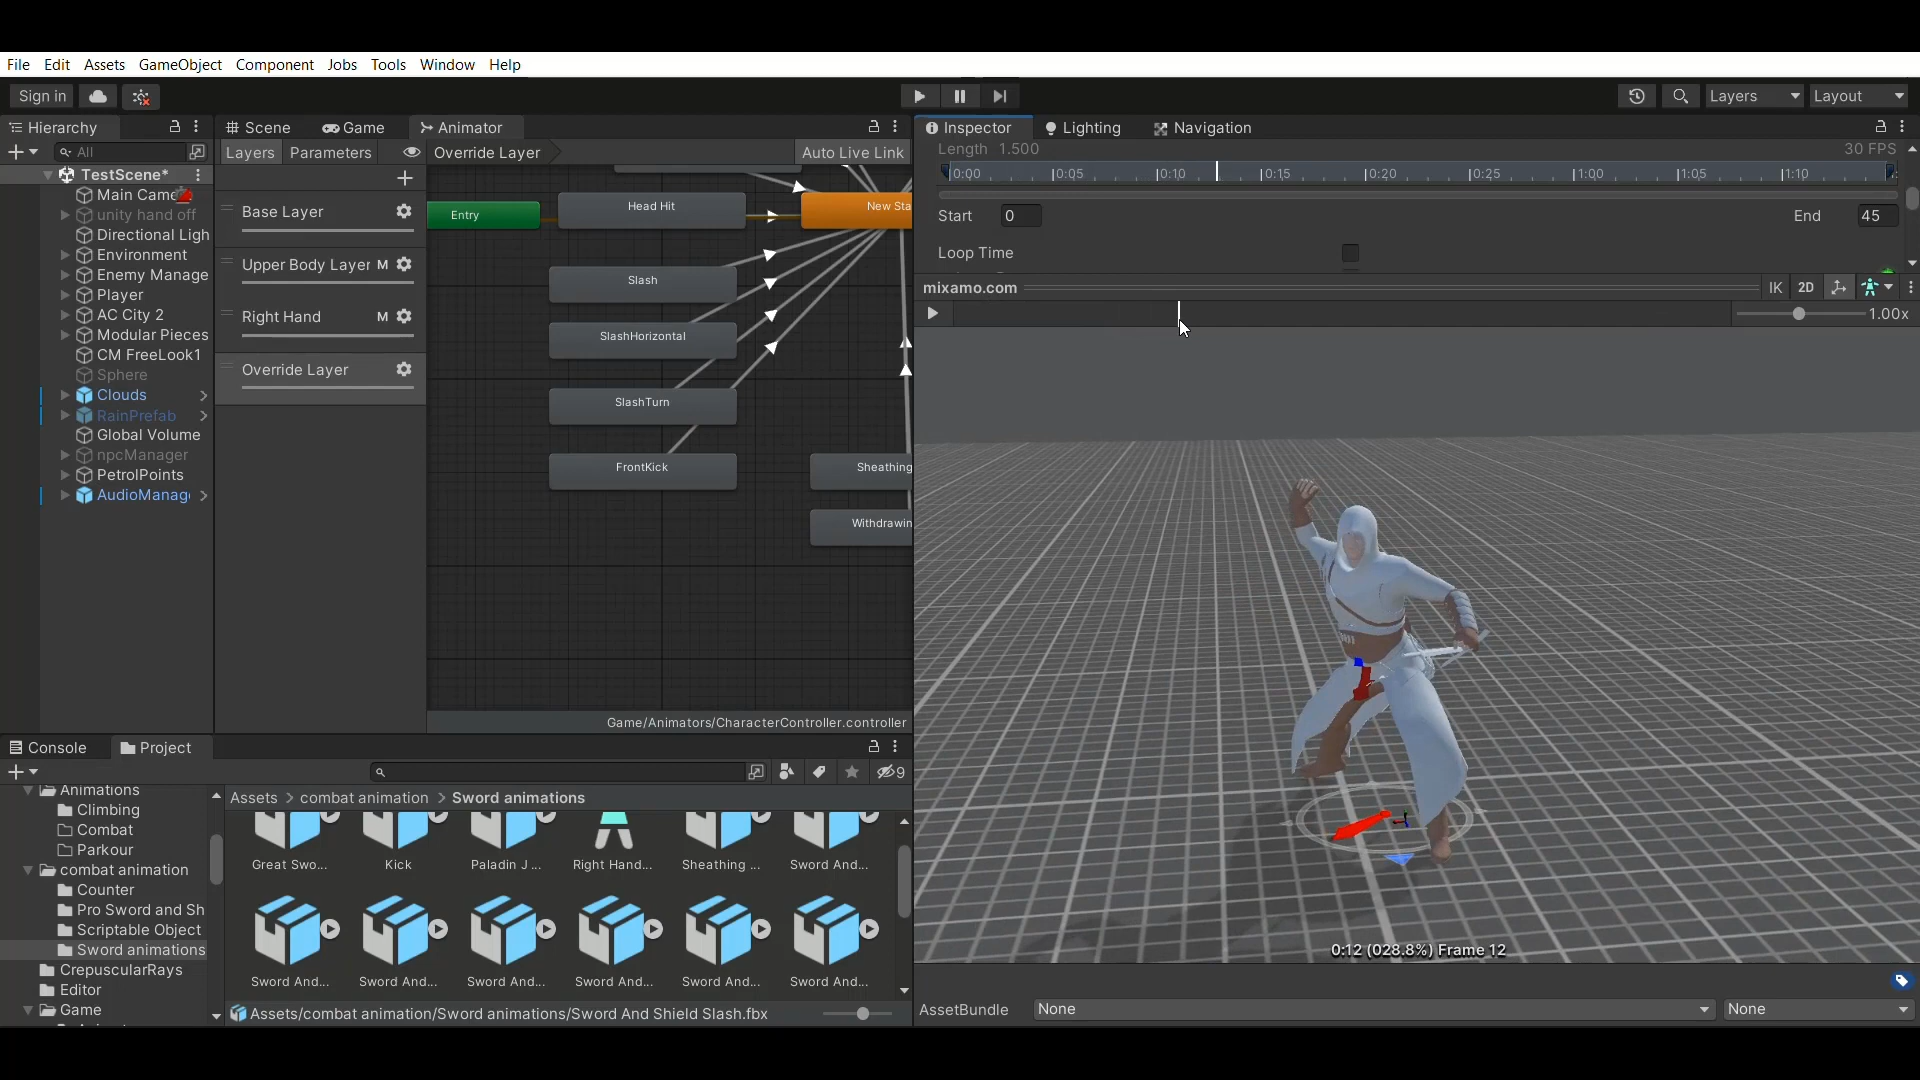 File Edit Assets GameObject Component Jobs Tools Window Help
Sign in
Layers
Layout
Hierarchy
Scene
Game
Animator
Inspector
Lighting
Navigation
All
Layers
Parameters
Override Layer
Auto Live Link
Length 1.500
30 FPS
0:00 0:05 0:10 0:15 0:20 0:25 1:00 1:05 1:10
Start 0
End 45
Loop Time
mixamo.com
IK
2D
1.00x
TestScene*
Main Came
unity hand off
Directional Ligh
Environment
Enemy Manage
Player
AC City 2
Modular Pieces
CM FreeLook1
Sphere
Clouds
RainPrefab
Global Volume
npcManager
PetrolPoints
AudioManag
Base Layer
Upper Body Layer M
Right Hand M
Override Layer
Entry
Head Hit
New Sta
Slash
SlashHorizontal
SlashTurn
FrontKick
Sheathing
Withdrawin
Game/Animators/CharacterController.controller
0:12 (028.8%) Frame 12
Console
Project
9
Animations
Climbing
Combat
Parkour
combat animation
Counter
Pro Sword and Sh
Scriptable Object
Sword animations
CrepuscularRays
Editor
Game
Assets > combat animation > Sword animations
Great Swo...
Kick
Paladin J ...
Right Hand...
Sheathing ...
Sword And...
Sword And...
Sword And...
Sword And...
Sword And...
Sword And...
Sword And...
Assets/combat animation/Sword animations/Sword And Shield Slash.fbx
AssetBundle
None
None